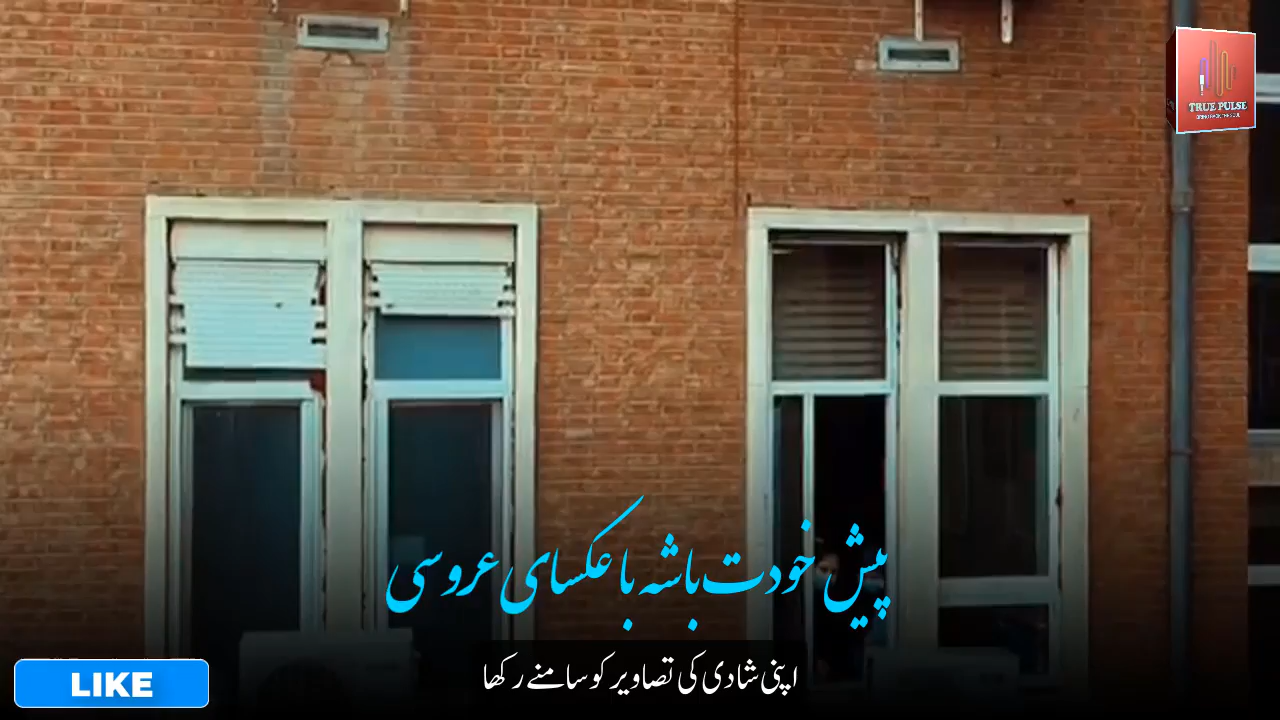 TRUE PULSE
پیش خودت باشه با عکسای عروسی
اپنی شادی کی تصاویر کو سامنے رکھا
LIKE